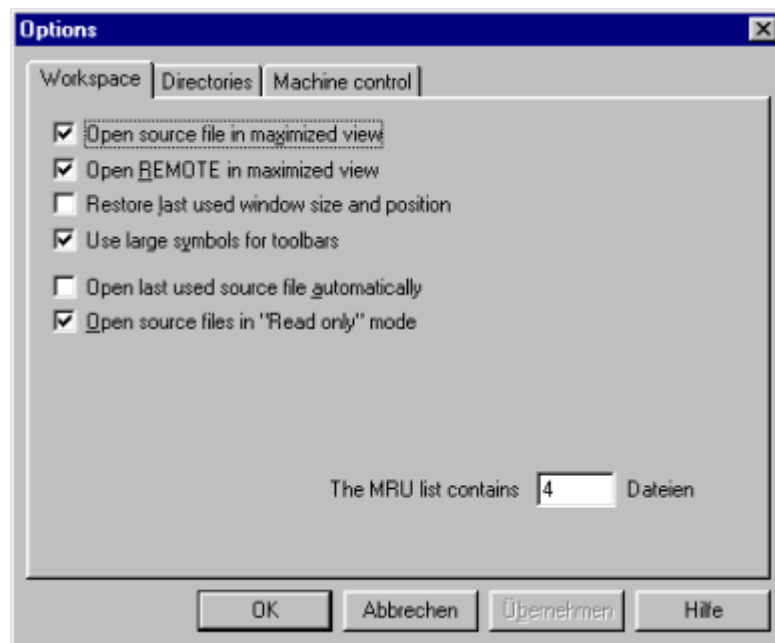 Options
Workspace Directories Machine control
Open source file in maximized view
Open REMOTE in maximized view
Restore last used window size and position
Use large symbols for toolbars
Open last used source file automatically
Open source files in "Read only" mode
The MRU list contains 4 Dateien
OK Abbrechen Übernehmen Hilfe